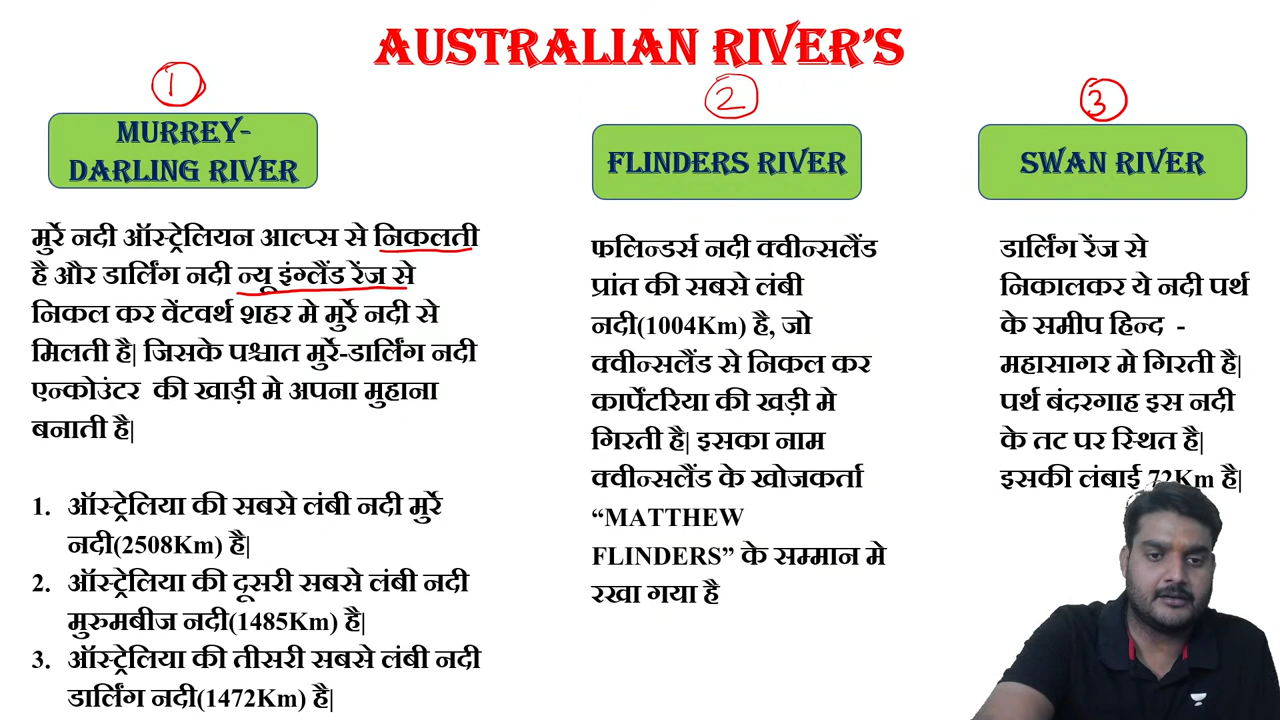 AUSTRALIAN RIVER'S
1
MURREY-
DARLING RIVER
मुर्रे नदी ऑस्ट्रेलियन आल्प्स से निकलती
है और डार्लिंग नदी न्यू इंग्लैंड रेंज से
निकल कर वेंटवर्थ शहर मे मुर्रे नदी से
मिलती है| जिसके पश्चात मुर्रे-डार्लिंग नदी
एन्कोउंटर की खाड़ी मे अपना मुहाना
बनाती है|
1. ऑस्ट्रेलिया की सबसे लंबी नदी मुर्रे
नदी(2508Km) है|
2. ऑस्ट्रेलिया की दूसरी सबसे लंबी नदी
मुरुमबीज नदी(1485Km) है|
3. ऑस्ट्रेलिया की तीसरी सबसे लंबी नदी
डार्लिंग नदी(1472Km) है|
2
FLINDERS RIVER
फलिन्डर्स नदी क्वीन्सलैंड
प्रांत की सबसे लंबी
नदी(1004Km) है, जो
क्वीन्सलैंड से निकल कर
कार्पेंटरिया की खड़ी मे
गिरती है| इसका नाम
क्वीन्सलैंड के खोजकर्ता
“MATTHEW
FLINDERS” के सम्मान मे
रखा गया है
3
SWAN RIVER
डार्लिंग रेंज से
निकालकर ये नदी पर्थ
के समीप हिन्द -
महासागर मे गिरती है|
पर्थ बंदरगाह इस नदी
के तट पर स्थित है|
इसकी लंबाई 72Km है|